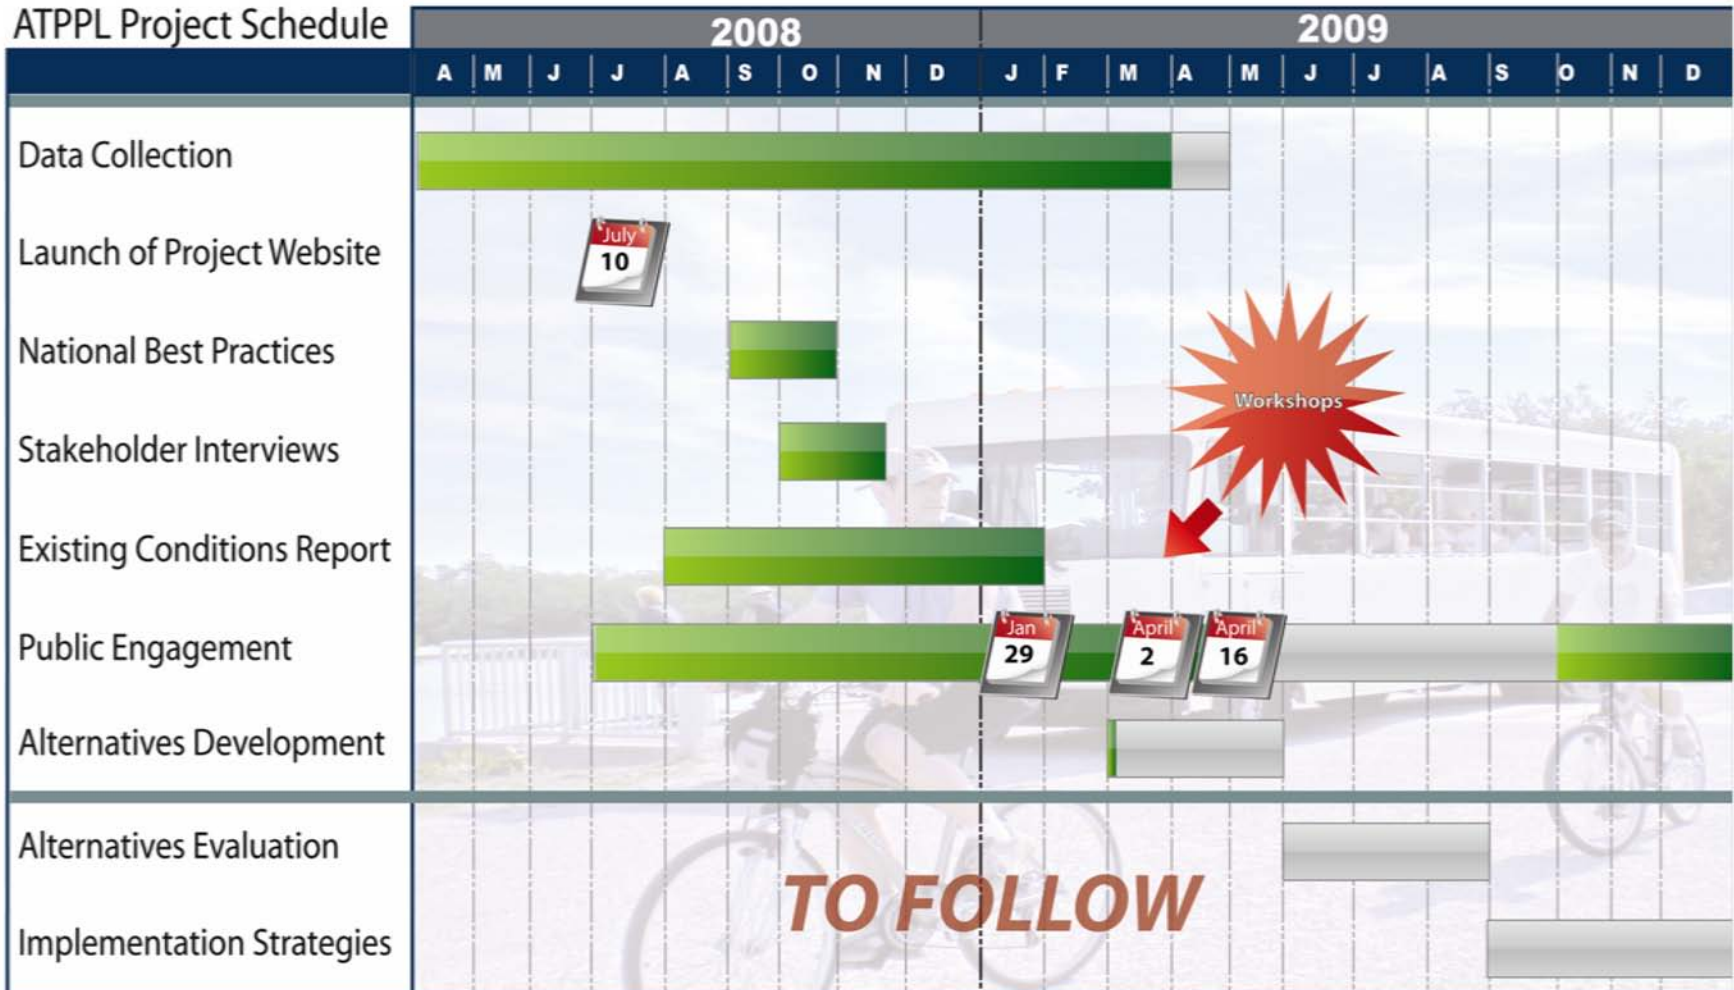 ATPPL Project Schedule
2008 2009
A M J J A S O N D J F M A M J J A S O N D
Data Collection
Launch of Project Website
July
10
National Best Practices
Workshops
Stakeholder Interviews
Existing Conditions Report
Public Engagement
Jan
29
April
2
April
16
Alternatives Development
Alternatives Evaluation
TO FOLLOW
Implementation Strategies